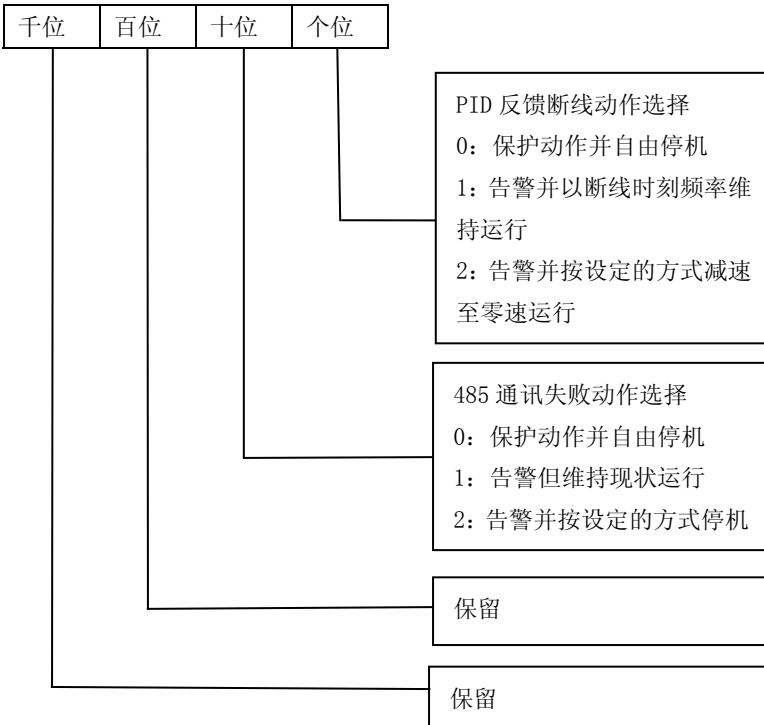 千位 百位 十位 个位
PID 反馈断线动作选择
0：保护动作并自由停机
1：告警并以断线时刻频率维
持运行
2：告警并按设定的方式减速
至零速运行
485 通讯失败动作选择
0：保护动作并自由停机
1：告警但维持现状运行
2：告警并按设定的方式停机
保留
保留